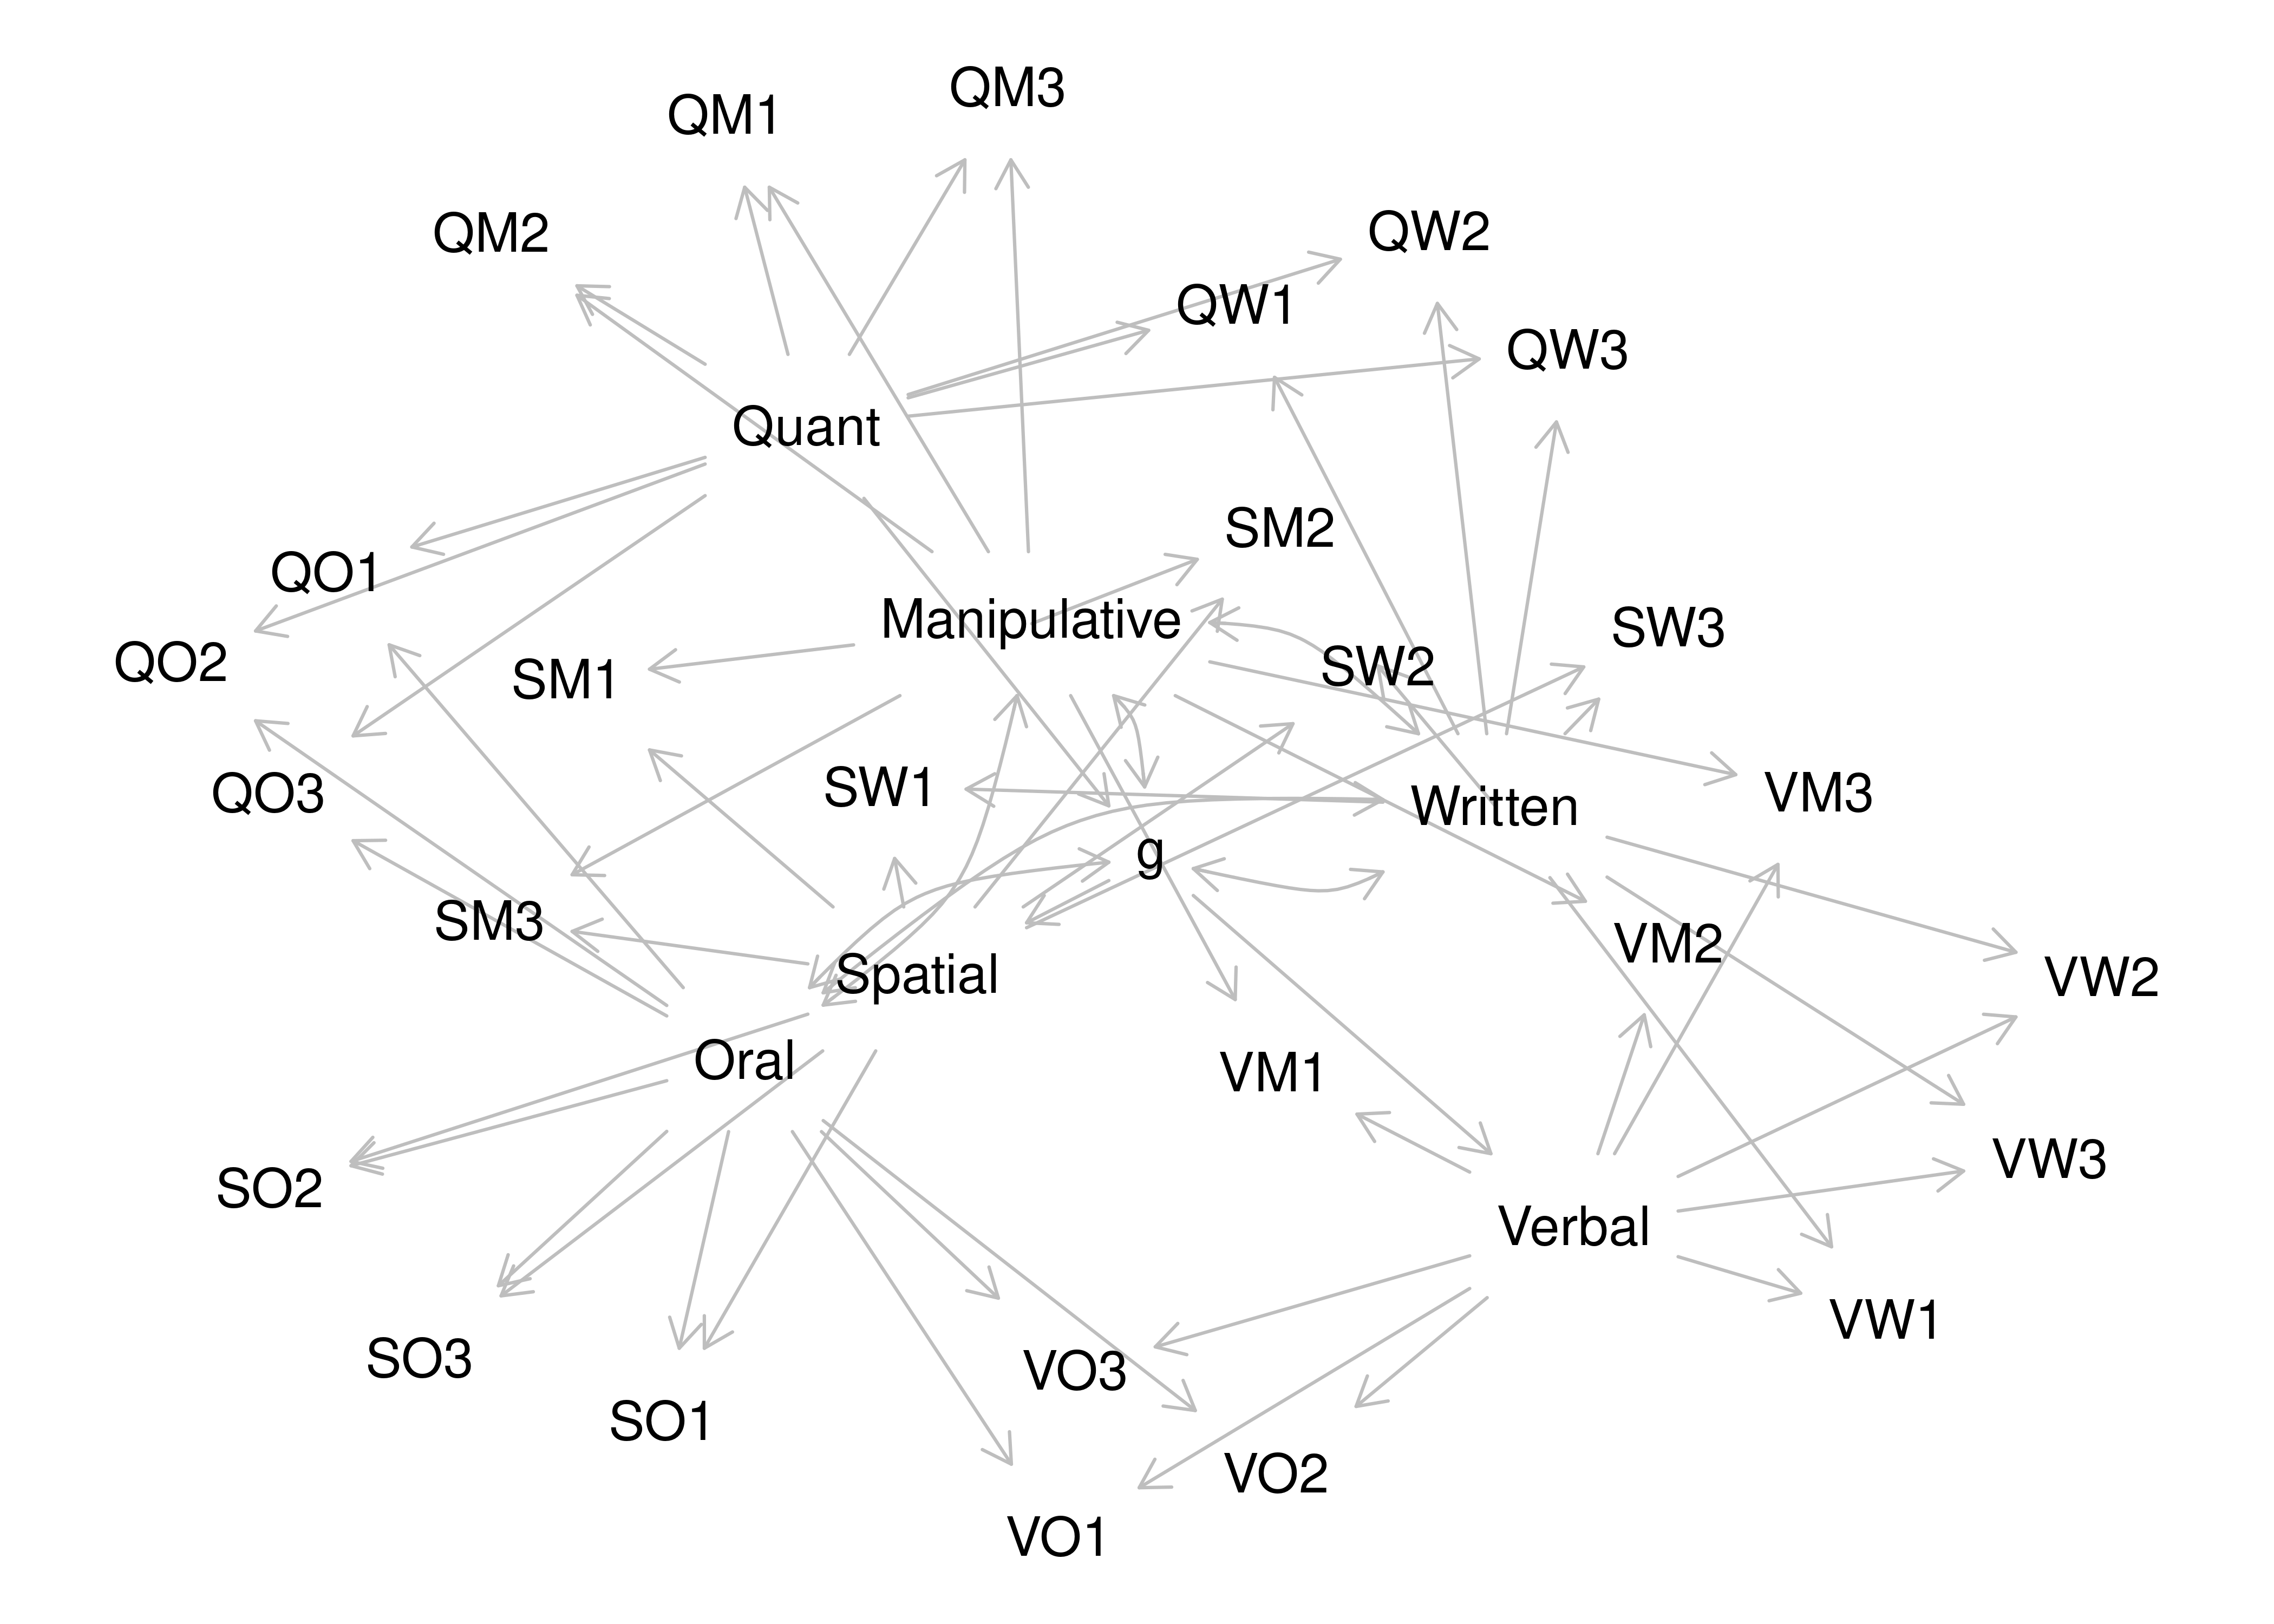 QM3
QM1
QM2
QW2
QW1
QW3
Quant
SM2
QO1
Manipulative
SW3
QO2
SM1
SW2
QO3
SW1
VM3
Written
g
SM3
VM2
Spatial
VW2
Oral
VM1
VW3
SO2
Verbal
VW1
SO3
VO3
SO1
VO2
VO1